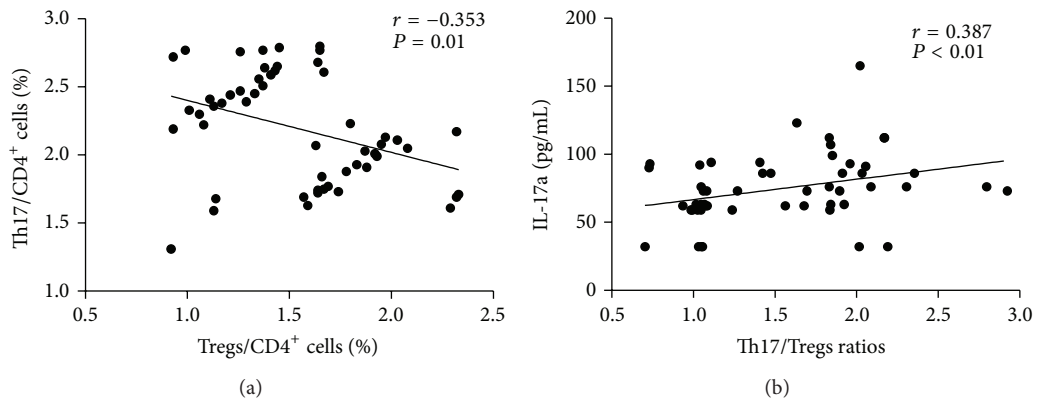 r = −0.353
P = 0.01
3.0
2.5
2.0
1.5
1.0
Th17/CD4⁺ cells (%)
0.5 1.0 1.5 2.0 2.5
Tregs/CD4⁺ cells (%)
(a)
r = 0.387
P < 0.01
200
150
100
50
0
IL-17a (pg/mL)
0.5 1.0 1.5 2.0 2.5 3.0
Th17/Tregs ratios
(b)